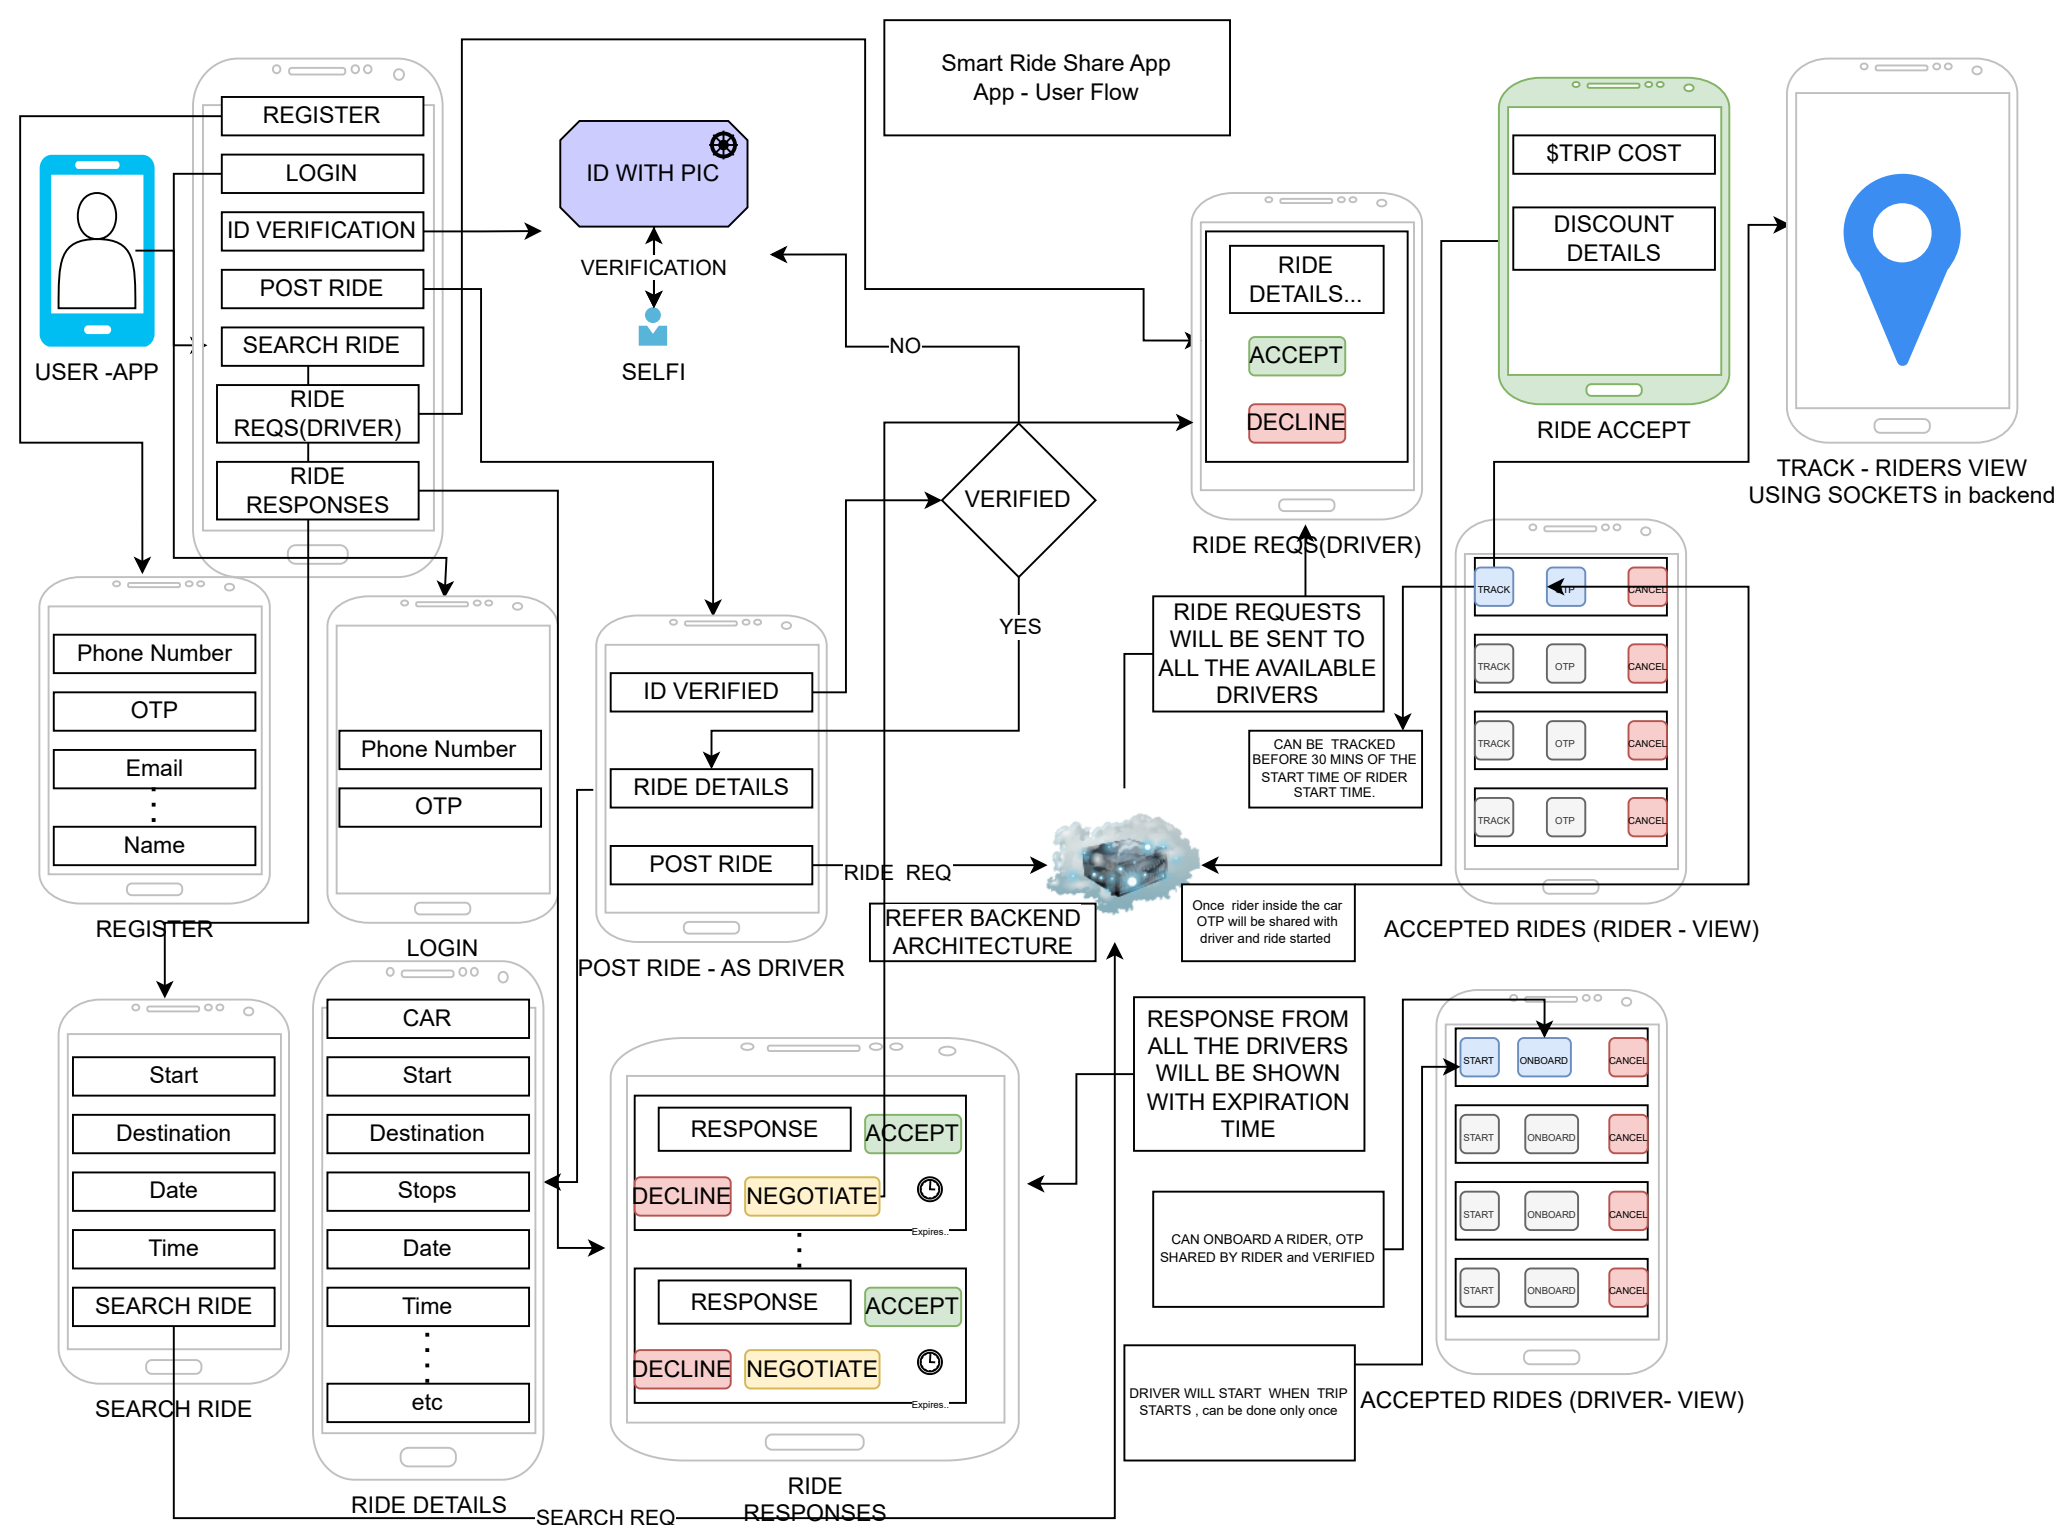 Smart Ride Share App
App - User Flow
REGISTER
LOGIN
ID VERIFICATION
POST RIDE
SEARCH RIDE
RIDE
REQS(DRIVER)
RIDE
RESPONSES
USER -APP
ID WITH PIC
VERIFICATION
SELFI
NO
VERIFIED
YES
RIDE
DETAILS...
ACCEPT
DECLINE
RIDE REQS(DRIVER)
$TRIP COST
DISCOUNT
DETAILS
RIDE ACCEPT
TRACK - RIDERS VIEW
USING SOCKETS in backend
Phone Number
OTP
Email
Name
REGISTER
Phone Number
OTP
LOGIN
ID VERIFIED
RIDE DETAILS
POST RIDE
POST RIDE - AS DRIVER
RIDE REQ
REFER BACKEND
ARCHITECTURE
RIDE REQUESTS
WILL BE SENT TO
ALL THE AVAILABLE
DRIVERS
CAN BE TRACKED
BEFORE 30 MINS OF THE
START TIME OF RIDER
START TIME.
Once rider inside the car
OTP will be shared with
driver and ride started
TRACK OTP CANCEL
TRACK OTP CANCEL
TRACK OTP CANCEL
TRACK OTP CANCEL
ACCEPTED RIDES (RIDER - VIEW)
Start
Destination
Date
Time
SEARCH RIDE
SEARCH RIDE
CAR
Start
Destination
Stops
Date
Time
etc
RIDE DETAILS
RESPONSE ACCEPT
DECLINE NEGOTIATE
Expires..
RESPONSE ACCEPT
DECLINE NEGOTIATE
Expires..
RIDE
RESPONSES
SEARCH REQ
RESPONSE FROM
ALL THE DRIVERS
WILL BE SHOWN
WITH EXPIRATION
TIME
CAN ONBOARD A RIDER, OTP
SHARED BY RIDER and VERIFIED
DRIVER WILL START WHEN TRIP
STARTS , can be done only once
START ONBOARD CANCEL
START ONBOARD CANCEL
START ONBOARD CANCEL
START ONBOARD CANCEL
ACCEPTED RIDES (DRIVER- VIEW)